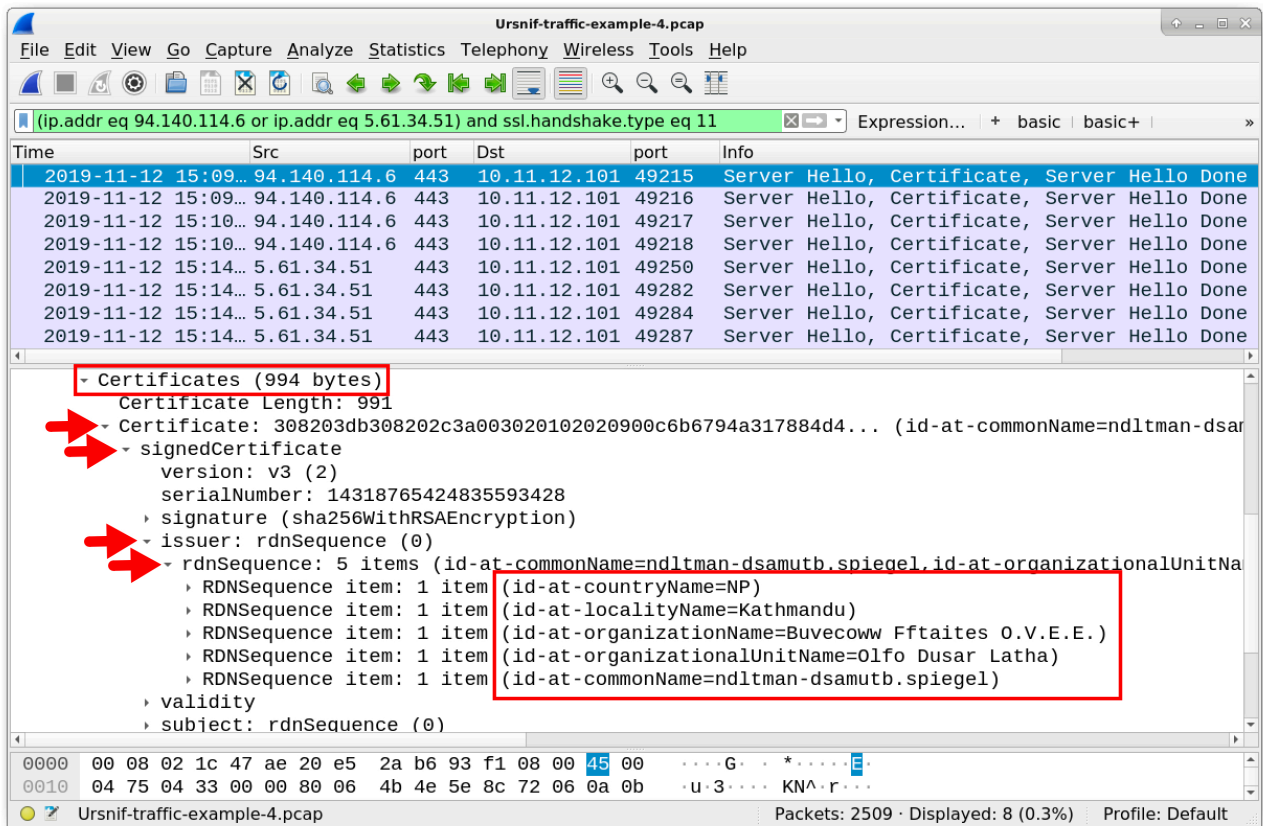 Ursnif-traffic-example-4.pcap
File Edit View Go Capture Analyze Statistics Telephony Wireless Tools Help
(ip.addr eq 94.140.114.6 or ip.addr eq 5.61.34.51) and ssl.handshake.type eq 11 Expression… + basic basic+ »
Time Src port Dst port Info
2019-11-12 15:09… 94.140.114.6 443 10.11.12.101 49215 Server Hello, Certificate, Server Hello Done
2019-11-12 15:09… 94.140.114.6 443 10.11.12.101 49216 Server Hello, Certificate, Server Hello Done
2019-11-12 15:10… 94.140.114.6 443 10.11.12.101 49217 Server Hello, Certificate, Server Hello Done
2019-11-12 15:10… 94.140.114.6 443 10.11.12.101 49218 Server Hello, Certificate, Server Hello Done
2019-11-12 15:14… 5.61.34.51 443 10.11.12.101 49250 Server Hello, Certificate, Server Hello Done
2019-11-12 15:14… 5.61.34.51 443 10.11.12.101 49282 Server Hello, Certificate, Server Hello Done
2019-11-12 15:14… 5.61.34.51 443 10.11.12.101 49284 Server Hello, Certificate, Server Hello Done
2019-11-12 15:14… 5.61.34.51 443 10.11.12.101 49287 Server Hello, Certificate, Server Hello Done
Certificates (994 bytes)
Certificate Length: 991
Certificate: 308203db308202c3a003020102020900c6b6794a317884d4... (id-at-commonName=ndltman-dsam
signedCertificate
version: v3 (2)
serialNumber: 14318765424835593428
signature (sha256WithRSAEncryption)
issuer: rdnSequence (0)
rdnSequence: 5 items (id-at-commonName=ndltman-dsamutb.spiegel,id-at-organizationalUnitNa
RDNSequence item: 1 item (id-at-countryName=NP)
RDNSequence item: 1 item (id-at-localityName=Kathmandu)
RDNSequence item: 1 item (id-at-organizationName=Buvecoww Fftaites O.V.E.E.)
RDNSequence item: 1 item (id-at-organizationalUnitName=Olfo Dusar Latha)
RDNSequence item: 1 item (id-at-commonName=ndltman-dsamutb.spiegel)
validity
subject: rdnSequence (0)
0000 00 08 02 1c 47 ae 20 e5 2a b6 93 f1 08 00 45 00 ····G· · *·····E·
0010 04 75 04 33 00 00 80 06 4b 4e 5e 8c 72 06 0a 0b ·u·3···· KN^·r···
Ursnif-traffic-example-4.pcap Packets: 2509 · Displayed: 8 (0.3%) Profile: Default